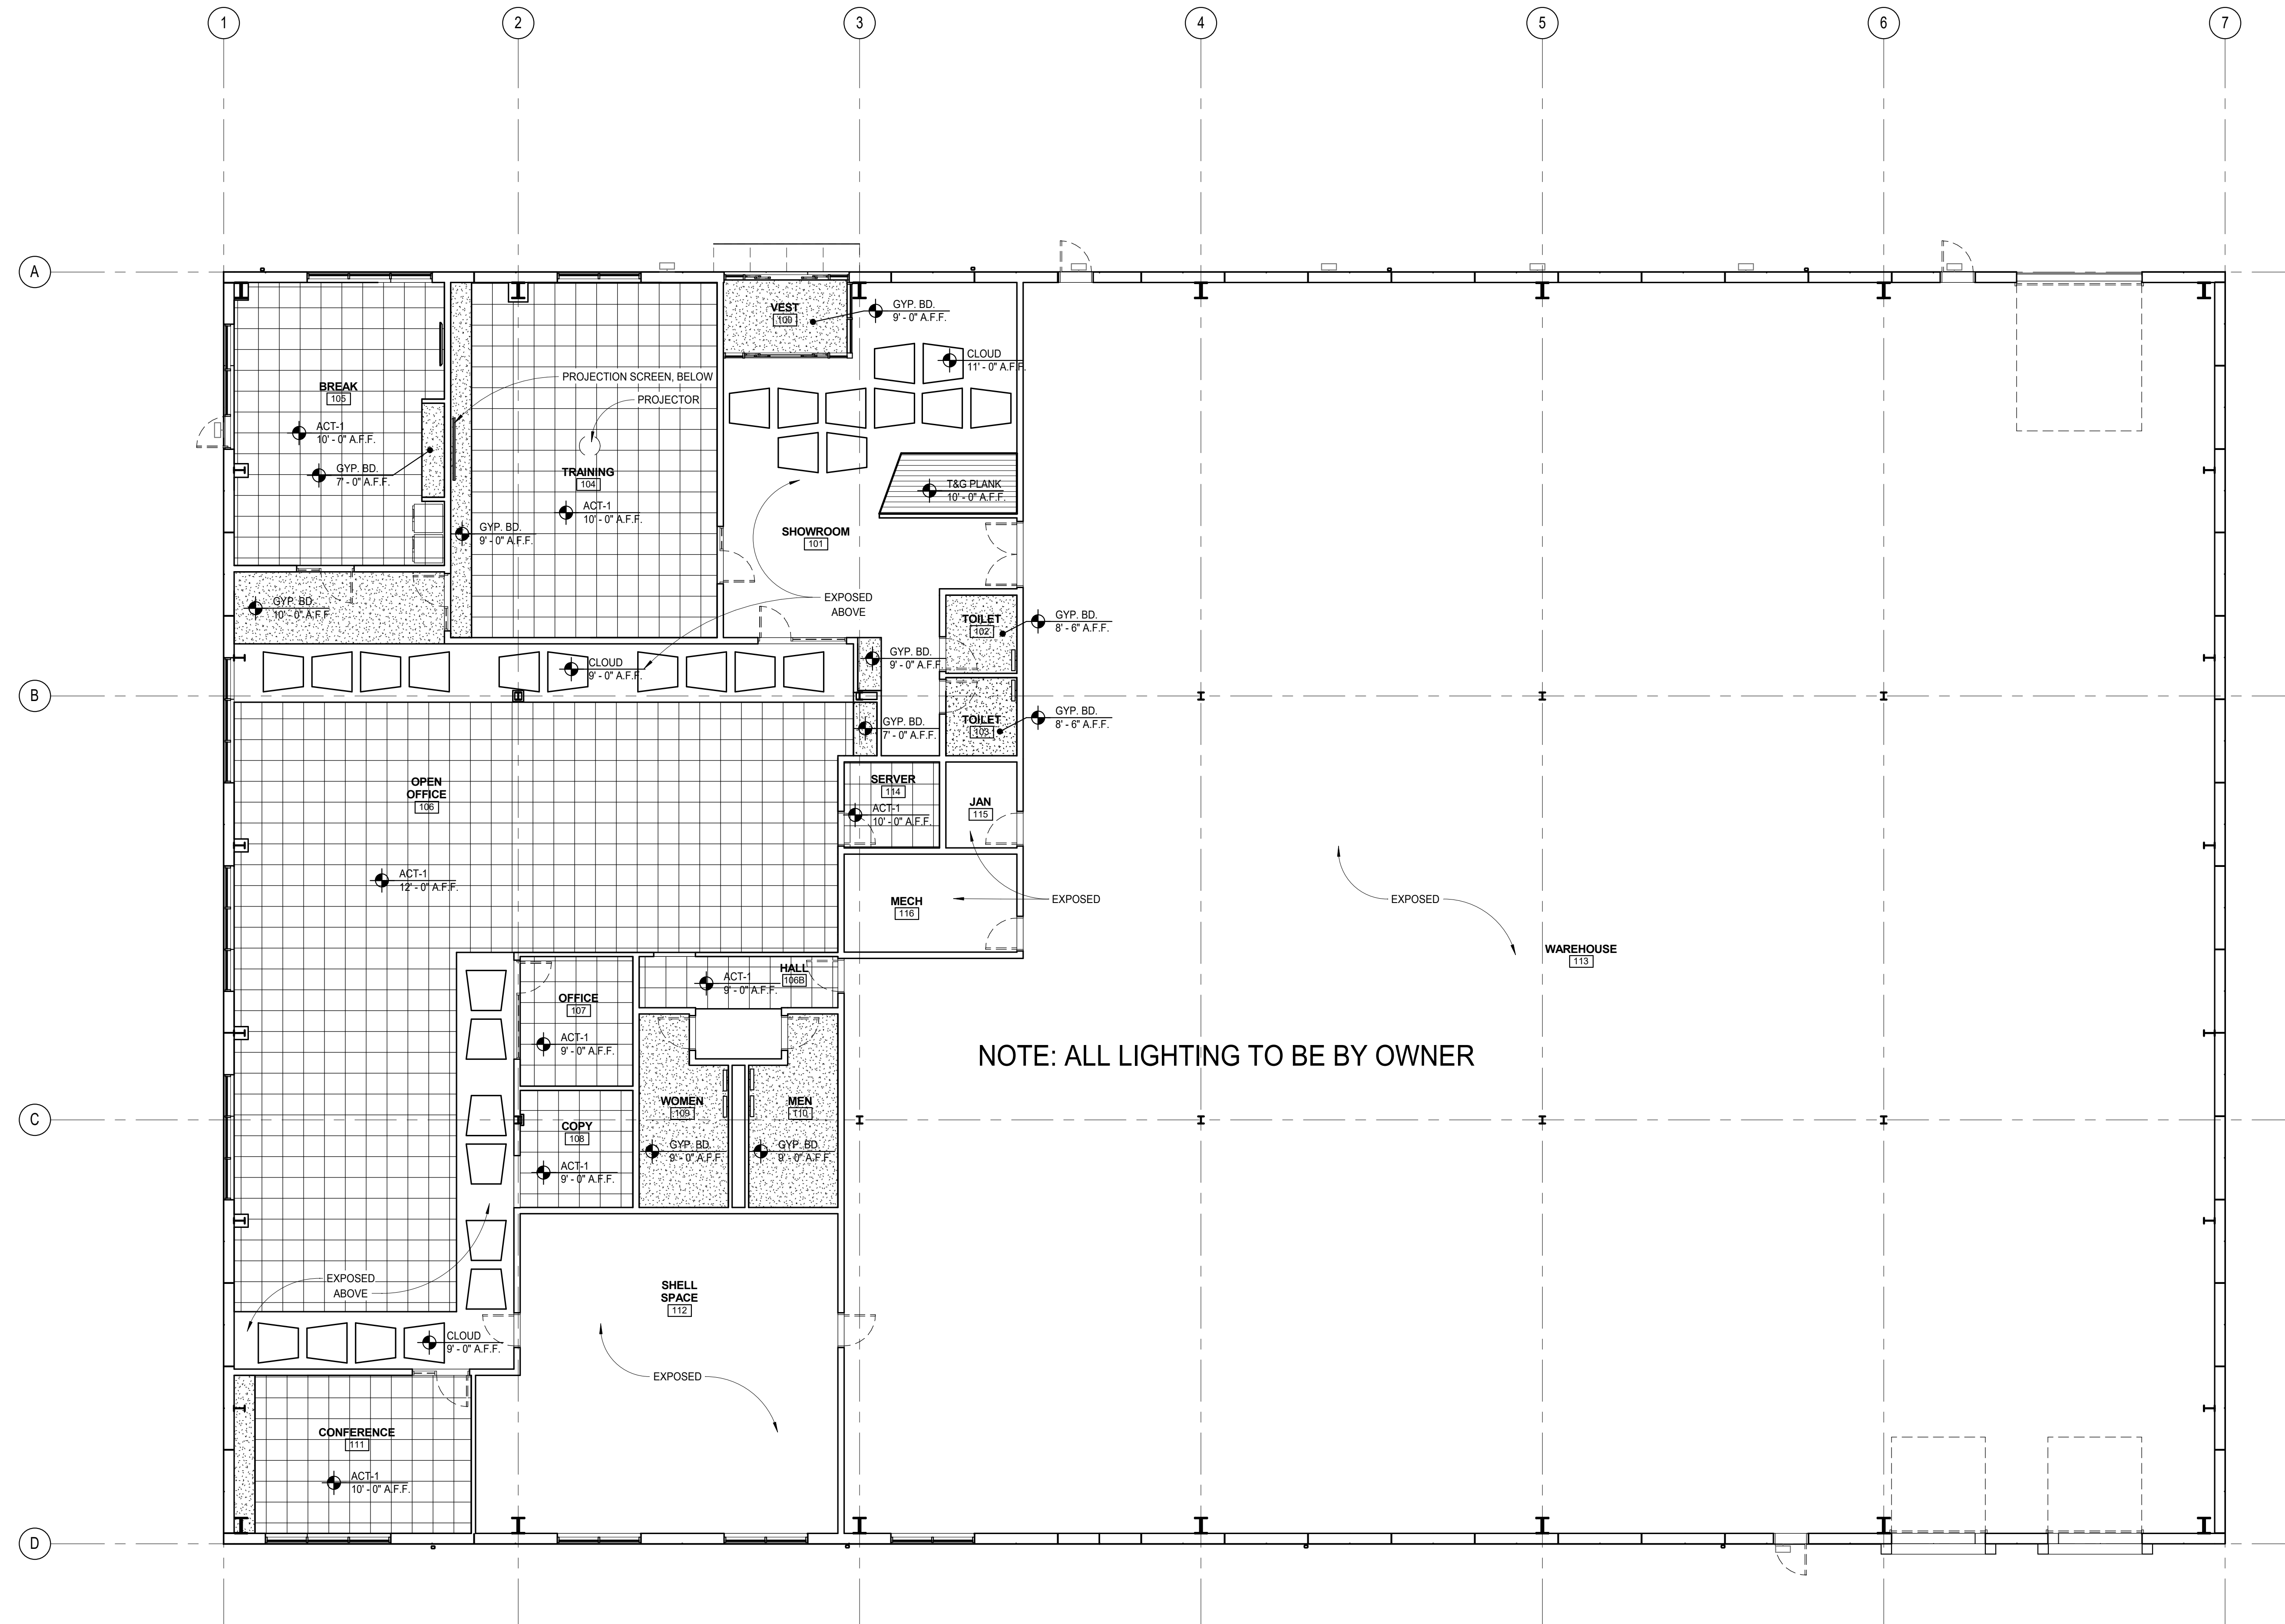 1
2
3
4
5
6
7
A
VEST
100
GYP. BD.
9' - 0" A.F.F.
CLOUD
11' - 0" A.F.F.
PROJECTION SCREEN, BELOW
BREAK
105
PROJECTOR
ACT-1
10' - 0" A.F.F.
GYP. BD.
7' - 0" A.F.F.
TRAINING
104
ACT-1
10' - 0" A.F.F.
T&G PLANK
10' - 0" A.F.F.
GYP. BD.
9' - 0" A.F.F.
SHOWROOM
101
GYP. BD.
10' - 0" A.F.F.
EXPOSED
ABOVE
TOILET
102
GYP. BD.
8' - 6" A.F.F.
CLOUD
9' - 0" A.F.F.
GYP. BD.
9' - 0" A.F.F.
B
TOILET
103
GYP. BD.
8' - 6" A.F.F.
GYP. BD.
7' - 0" A.F.F.
OPEN
OFFICE
106
SERVER
114
ACT-1
10' - 0" A.F.F.
JAN
115
ACT-1
12' - 0" A.F.F.
MECH
116
EXPOSED
EXPOSED
WAREHOUSE
113
HALL
106B
ACT-1
9' - 0" A.F.F.
OFFICE
107
ACT-1
9' - 0" A.F.F.
NOTE: ALL LIGHTING TO BE BY OWNER
WOMEN
109
MEN
110
C
COPY
108
GYP. BD.
9' - 0" A.F.F.
GYP. BD.
9' - 0" A.F.F.
ACT-1
9' - 0" A.F.F.
EXPOSED
ABOVE
SHELL
SPACE
112
CLOUD
9' - 0" A.F.F.
EXPOSED
CONFERENCE
111
ACT-1
10' - 0" A.F.F.
D